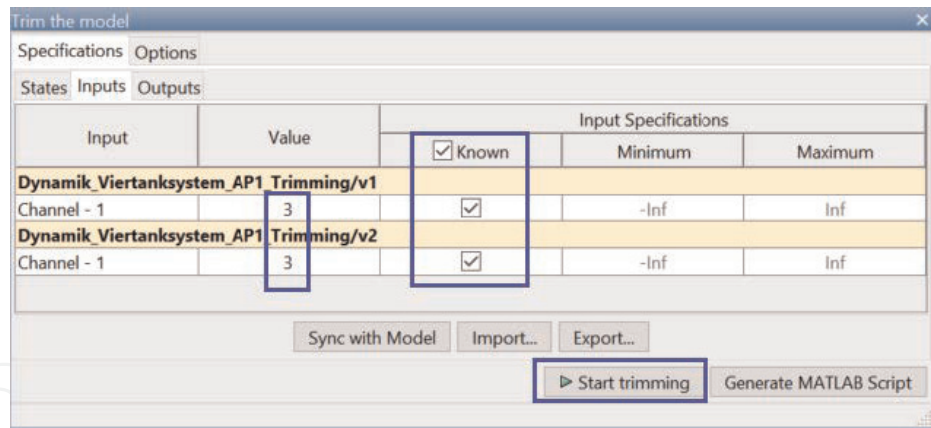 Trim the model
Specifications Options
States Inputs Outputs
Input Value Input Specifications
Known Minimum Maximum
Dynamik_Viertanksystem_AP1_Trimming/v1
Channel - 1 3 -Inf Inf
Dynamik_Viertanksystem_AP1_Trimming/v2
Channel - 1 3 -Inf Inf
Sync with Model Import... Export...
Start trimming Generate MATLAB Script